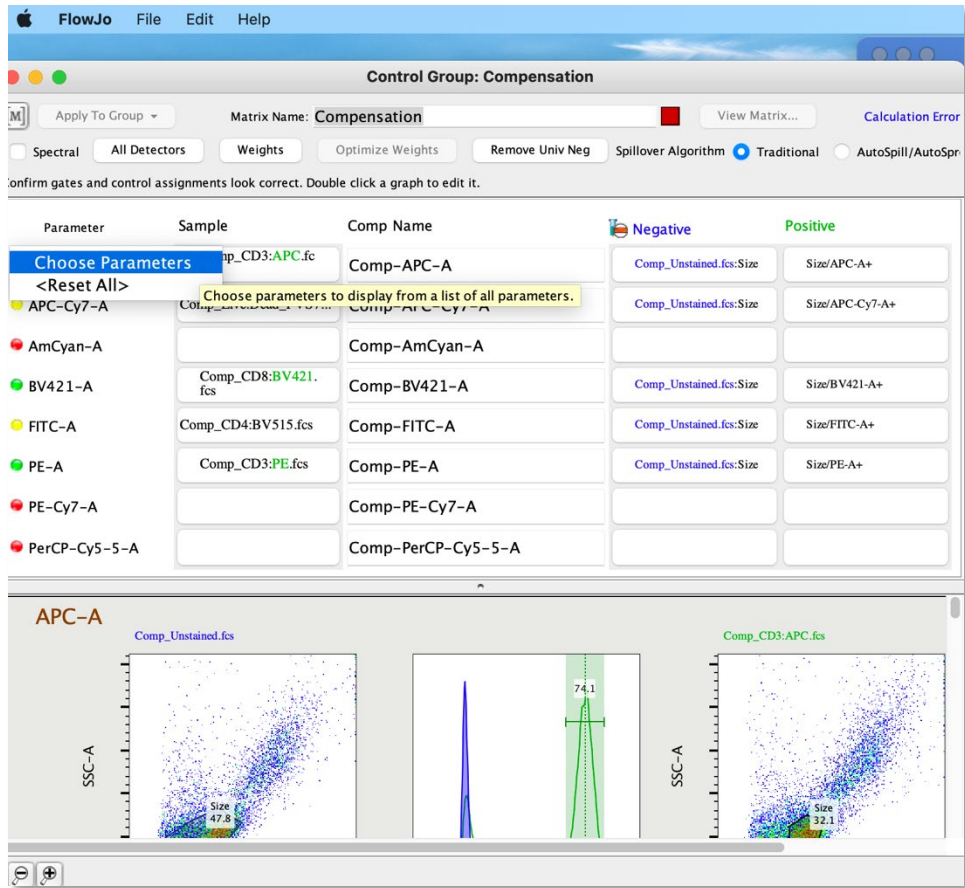 FlowJo File Edit Help
Control Group: Compensation
[M] Apply To Group Matrix Name: Compensation View Matrix... Calculation Error
Spectral All Detectors Weights Optimize Weights Remove Univ Neg Spillover Algorithm Traditional AutoSpill/AutoSpr
Confirm gates and control assignments look correct. Double click a graph to edit it.
Parameter Sample Comp Name Negative Positive
Choose Parameters mp_CD3:APC.fc Comp-APC-A Comp_Unstained.fcs:Size Size/APC-A+
<Reset All>
Choose parameters to display from a list of all parameters.
APC-Cy7-A Comp-APC-Cy7-A Comp_Unstained.fcs:Size Size/APC-Cy7-A+
AmCyan-A Comp-AmCyan-A
BV421-A Comp_CD8:BV421.
fcs Comp-BV421-A Comp_Unstained.fcs:Size Size/BV421-A+
FITC-A Comp_CD4:BV515.fcs Comp-FITC-A Comp_Unstained.fcs:Size Size/FITC-A+
PE-A Comp_CD3:PE.fcs Comp-PE-A Comp_Unstained.fcs:Size Size/PE-A+
PE-Cy7-A Comp-PE-Cy7-A
PerCP-Cy5-5-A Comp-PerCP-Cy5-5-A
APC-A
Comp_Unstained.fcs Comp_CD3:APC.fcs
74.1
SSC-A SSC-A
Size Size
47.8 32.1